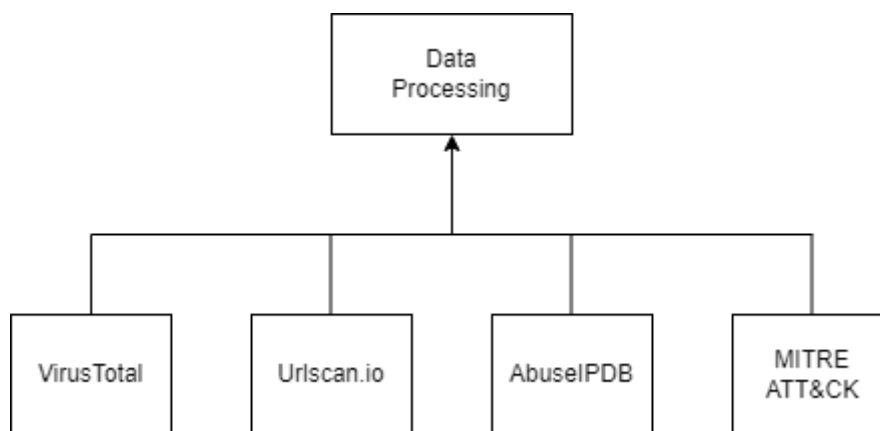 Data
Processing
VirusTotal
Urlscan.io
AbuseIPDB
MITRE
ATT&CK